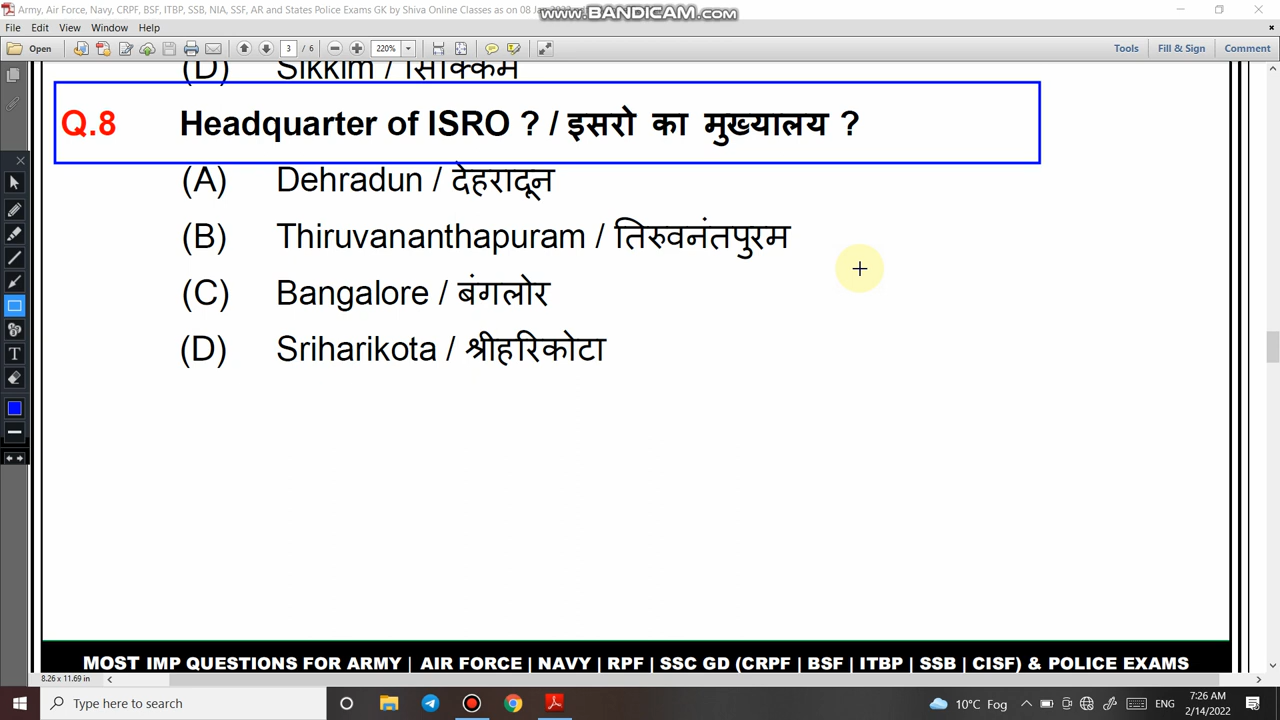 Army, Air Force, Navy, CRPF, BSF, ITBP, SSB, NIA, SSF, AR and States Police Exams GK by Shiva Online Classes as on 08 Jan
WWW.BANDICAM.COM
File Edit View Window Help
Open 3 / 6 220% Tools Fill & Sign Comment
(D) Sikkim / सिक्किम
Q.8 Headquarter of ISRO ? / इसरो का मुख्यालय ?
(A) Dehradun / देहरादून
(B) Thiruvananthapuram / तिरुवनंतपुरम
(C) Bangalore / बंगलोर
(D) Sriharikota / श्रीहरिकोटा
MOST IMP QUESTIONS FOR ARMY | AIR FORCE | NAVY | RPF | SSC GD (CRPF | BSF | ITBP | SSB | CISF) & POLICE EXAMS
8.26 x 11.69 in
Type here to search 10°C Fog ENG 7:26 AM
2/14/2022